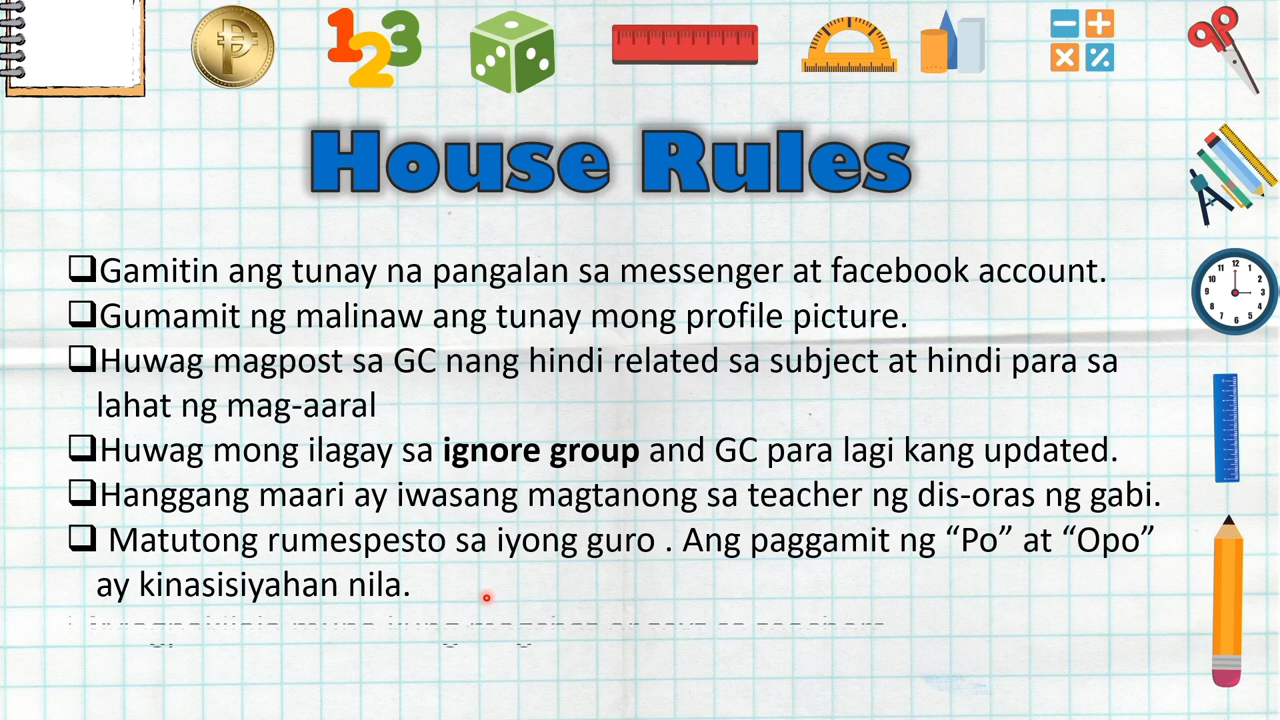 House Rules
❑Gamitin ang tunay na pangalan sa messenger at facebook account.
❑Gumamit ng malinaw ang tunay mong profile picture.
❑Huwag magpost sa GC nang hindi related sa subject at hindi para sa
lahat ng mag-aaral
❑Huwag mong ilagay sa ignore group and GC para lagi kang updated.
❑Hanggang maari ay iwasang magtanong sa teacher ng dis-oras ng gabi.
❑ Matutong rumespesto sa iyong guro . Ang paggamit ng “Po” at “Opo”
ay kinasisiyahan nila.